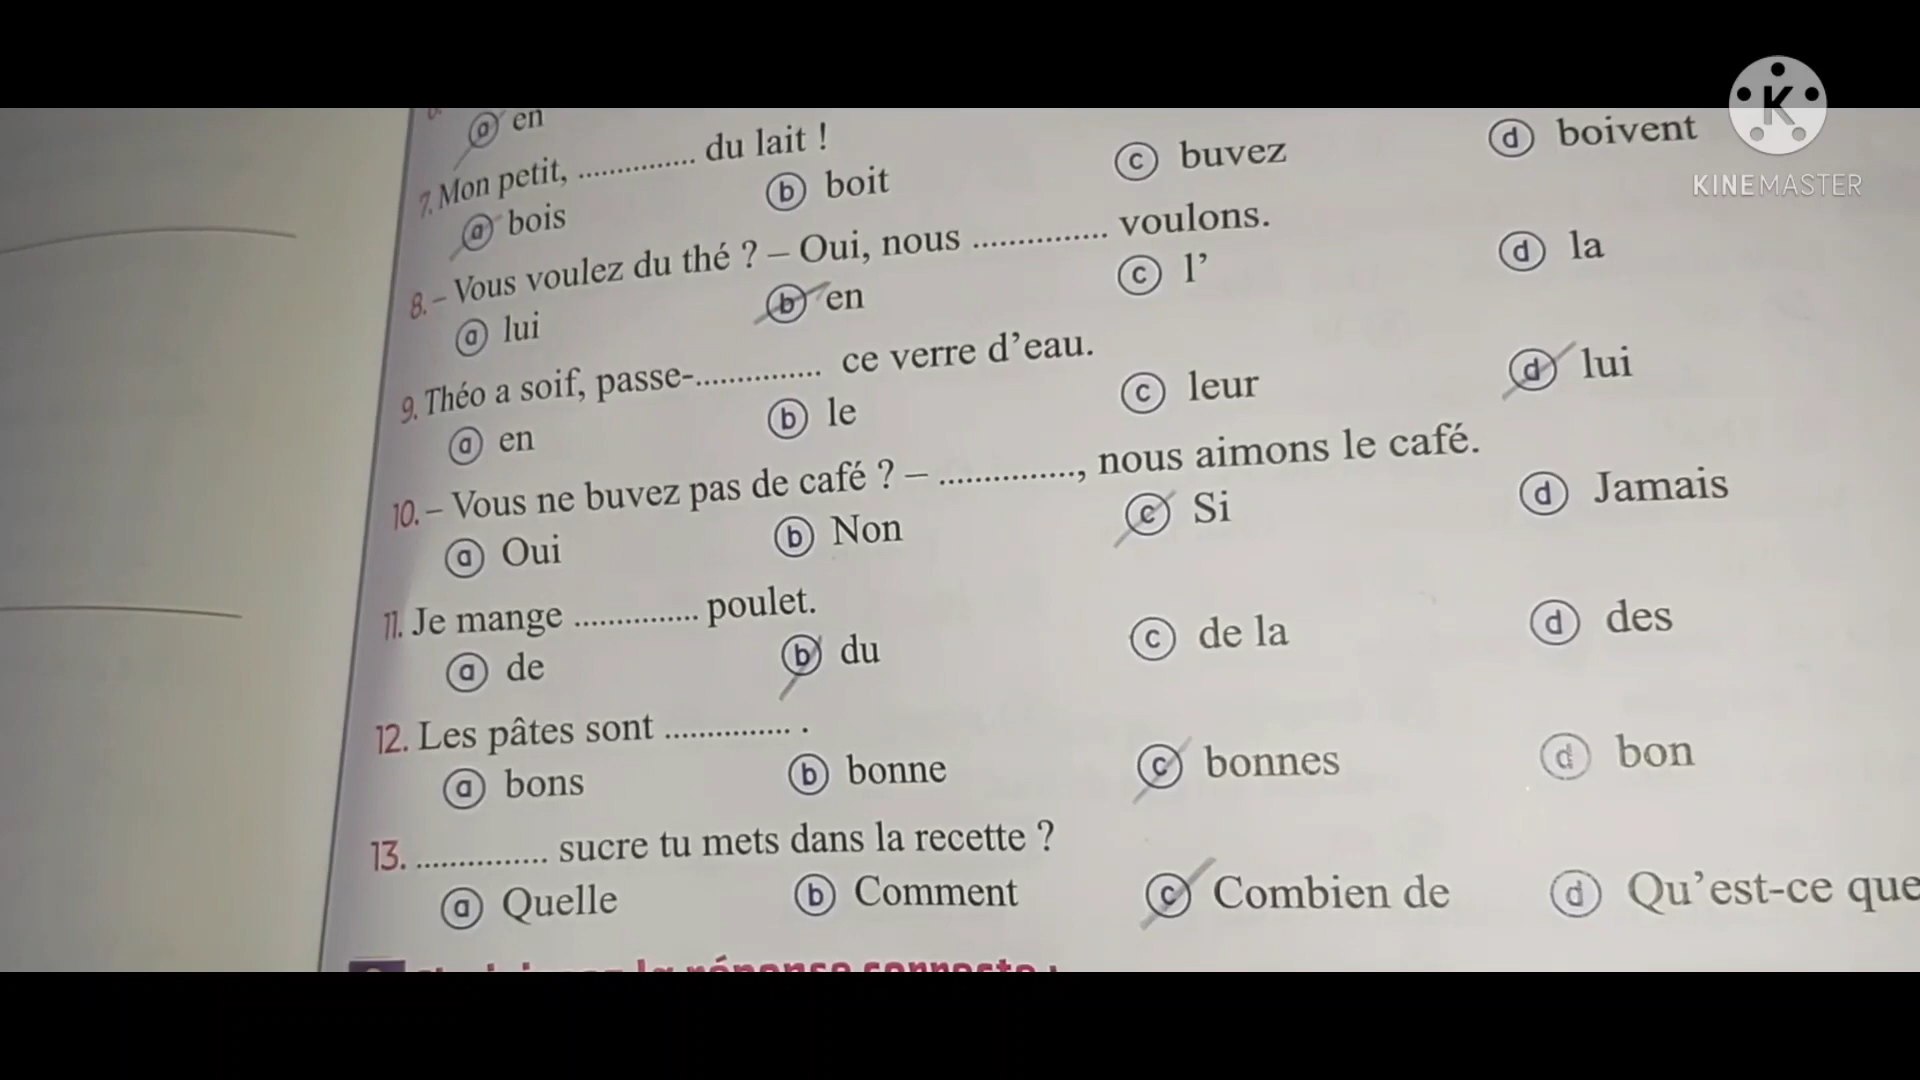 ⓐ en
7. Mon petit, .............. du lait !
ⓐ bois ⓑ boit ⓒ buvez ⓓ boivent
8. – Vous voulez du thé ? – Oui, nous .............. voulons.
ⓐ lui ⓑ en ⓒ l’ ⓓ la
9. Théo a soif, passe-.............. ce verre d’eau.
ⓐ en ⓑ le ⓒ leur ⓓ lui
10. – Vous ne buvez pas de café ? – .............., nous aimons le café.
ⓐ Oui ⓑ Non ⓒ Si ⓓ Jamais
11. Je mange .............. poulet.
ⓐ de ⓑ du ⓒ de la ⓓ des
12. Les pâtes sont .............. .
ⓐ bons ⓑ bonne ⓒ bonnes ⓓ bon
13. .............. sucre tu mets dans la recette ?
ⓐ Quelle ⓑ Comment ⓒ Combien de ⓓ Qu’est-ce que
la réponse correcte :
K
KINEMASTER